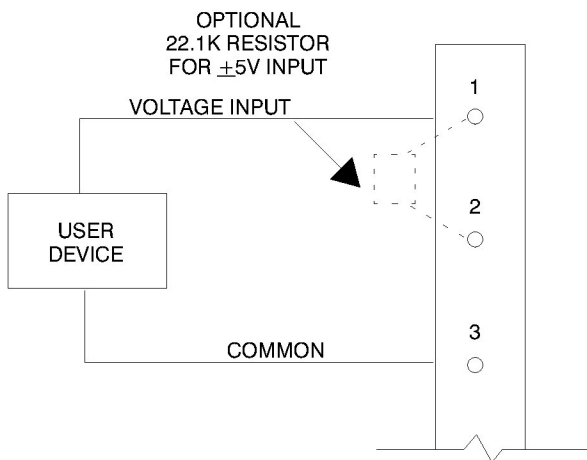 OPTIONAL
22.1K RESISTOR
FOR ±5V INPUT
VOLTAGE INPUT
1
2
USER
DEVICE
3
COMMON